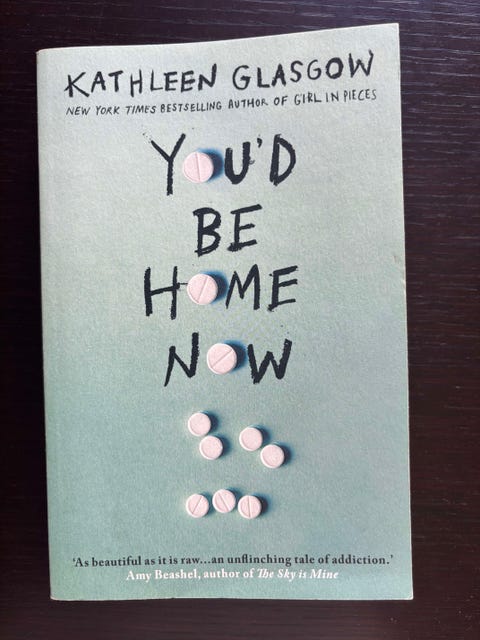 KATHLEEN GLASGOW
NEW YORK TIMES BESTSELLING AUTHOR OF GIRL IN PIECES
YOU'D
BE
HOME
NOW
'As beautiful as it is raw...an unflinching tale of addiction.'
Amy Beashel, author of The Sky is Mine